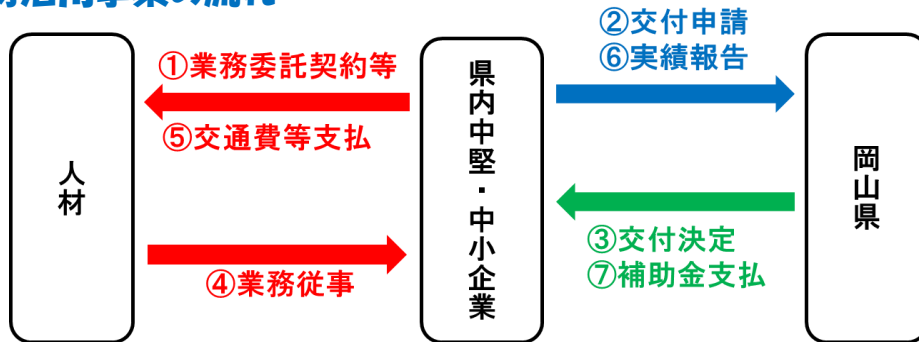 ①業務委託契約等
⑤交通費等支払
人材
④業務従事
県内中堅・中小企業
②交付申請
⑥実績報告
③交付決定
⑦補助金支払
岡山県